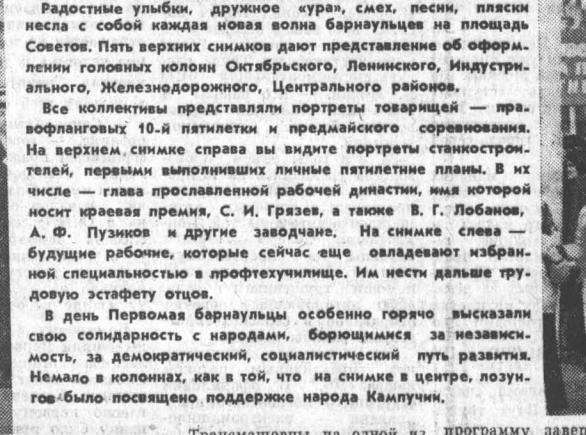 Радостные улыбки, дружное «ура», смех, песни, пляски
несла с собой каждая новая волна барнаульцев на площадь
Советов. Пять верхних снимков дают представление об оформ-
лении головных колонн Октябрьского, Ленинского, Индустри-
ального, Железнодорожного, Центрального районов.
Все коллективы представляли портреты товарищей — пра-
вофланговых 10-й пятилетки и предмайского соревнования.
На верхнем снимке справа вы видите портреты станкострои-
телей, первыми выполнивших личные пятилетние планы. В их
числе — глава прославленной рабочей династии, имя которой
носит краевая премия, С. И. Грязев, а также В. Г. Лобанов,
А. Ф. Пузиков и другие заводчане. На снимке слева —
будущие рабочие, которые сейчас еще овладевают избран-
ной специальностью в профтехучилище. Им нести дальше тру-
довую эстафету отцов.
В день Первомая барнаульцы особенно горячо высказали
свою солидарность с народами, борющимися за независи-
мость, за демократический, социалистический путь развития.
Немало в колоннах, как в той, что на снимке в центре, лозун-
гов было посвящено поддержке народа Кампучии.
Трансмашевцы на одной из программу завер